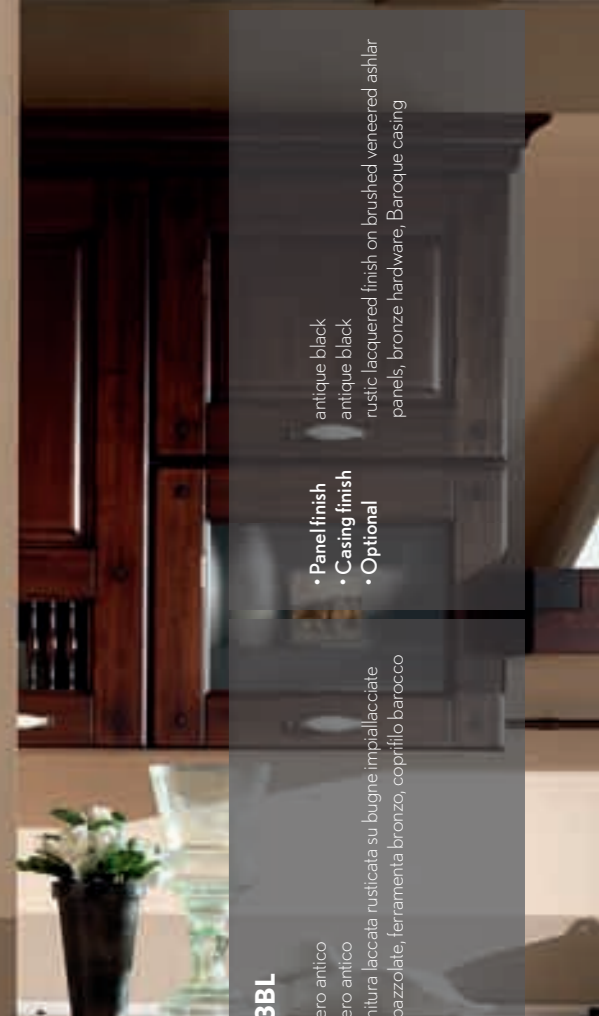 BBL
ero antico
ero antico
nitura laccata rusticata su bugne impiallacciate
pazzolate, ferramenta bronzo, coprifilo barocco
• Panel finish antique black
• Casing finish antique black
• Optional rustic lacquered finish on brushed veneered ashlar
panels, bronze hardware, Baroque casing